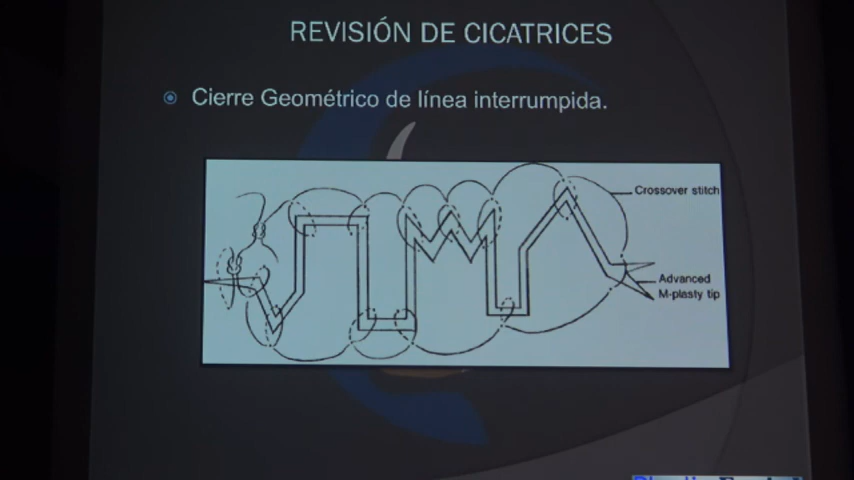 REVISIÓN DE CICATRICES
Cierre Geométrico de línea interrumpida.
Crossover stitch
Advanced
M-plasty tip